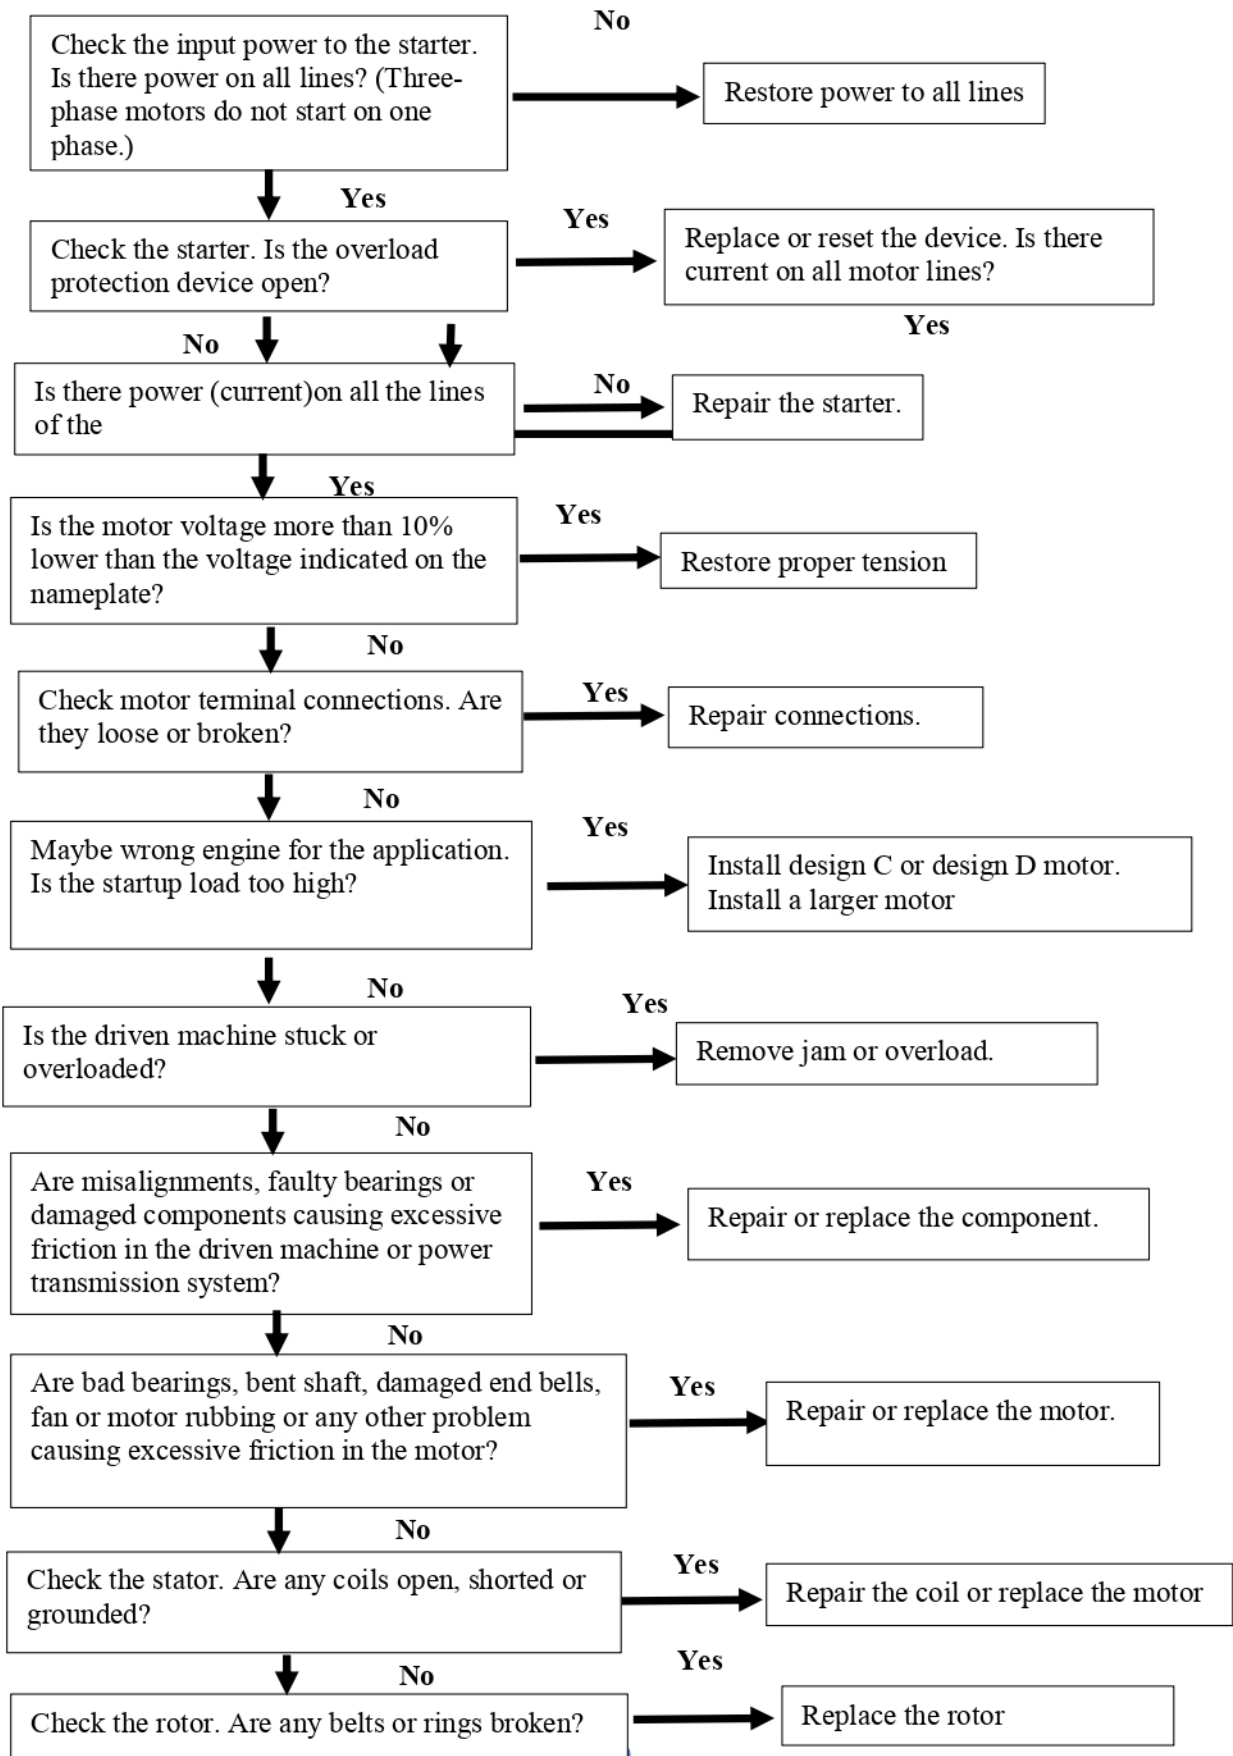 No
Check the input power to the starter.
Is there power on all lines? (Three-
phase motors do not start on one
phase.)
Restore power to all lines
Yes
Check the starter. Is the overload
protection device open?
Yes
Replace or reset the device. Is there
current on all motor lines?
Yes
No
Is there power (current)on all the lines
of the
No
Repair the starter.
Yes
Is the motor voltage more than 10%
lower than the voltage indicated on the
nameplate?
Yes
Restore proper tension
No
Check motor terminal connections. Are
they loose or broken?
Yes
Repair connections.
No
Maybe wrong engine for the application.
Is the startup load too high?
Yes
Install design C or design D motor.
Install a larger motor
No
Is the driven machine stuck or
overloaded?
Yes
Remove jam or overload.
No
Are misalignments, faulty bearings or
damaged components causing excessive
friction in the driven machine or power
transmission system?
Yes
Repair or replace the component.
No
Are bad bearings, bent shaft, damaged end bells,
fan or motor rubbing or any other problem
causing excessive friction in the motor?
Yes
Repair or replace the motor.
No
Check the stator. Are any coils open, shorted or
grounded?
Yes
Repair the coil or replace the motor
No
Check the rotor. Are any belts or rings broken?
Yes
Replace the rotor